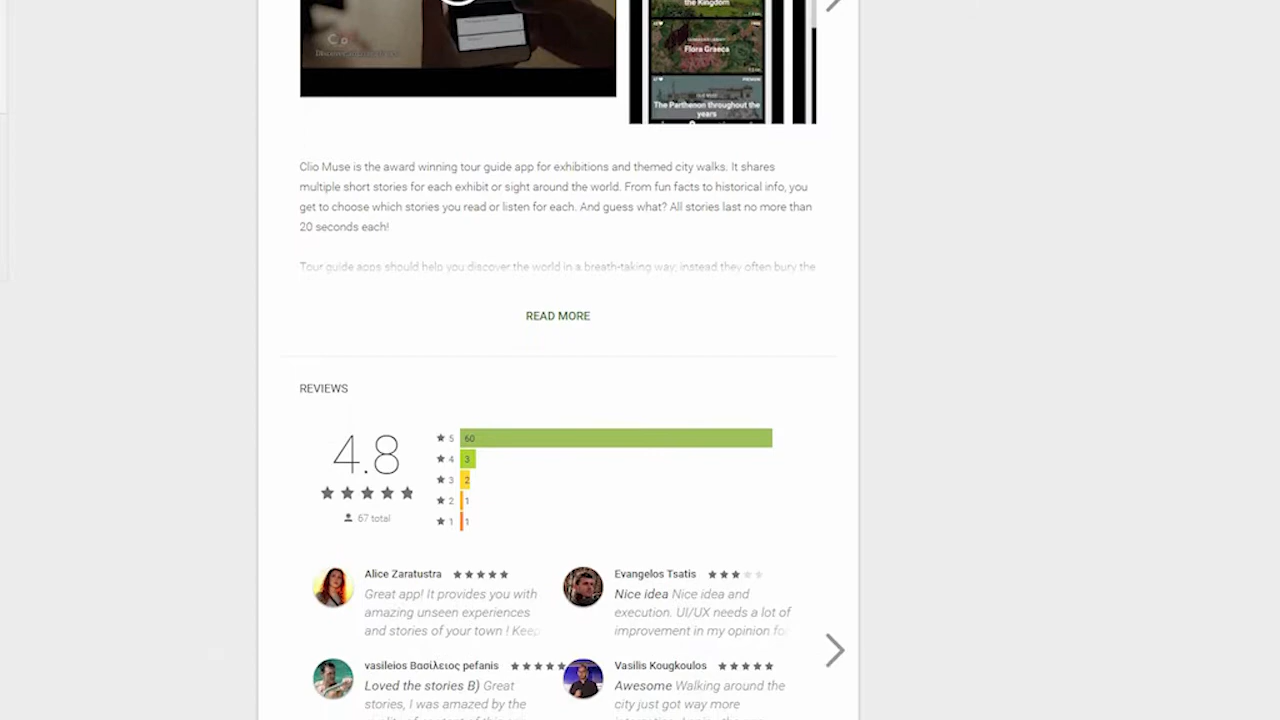 the Kingdom
Flora Graeca
The Parthenon throughout the
years
Clio Muse is the award winning tour guide app for exhibitions and themed city walks. It shares
multiple short stories for each exhibit or sight around the world. From fun facts to historical info, you
get to choose which stories you read or listen for each. And guess what? All stories last no more than
20 seconds each!
Tour guide apps should help you discover the world in a breath-taking way; instead they often bury the
READ MORE
REVIEWS
4.8
67 total
5 60
4 3
3 2
2 1
1 1
Alice Zaratustra
Great app! It provides you with
amazing unseen experiences
and stories of your town ! Keep
Evangelos Tsatis
Nice idea Nice idea and
execution. UI/UX needs a lot of
improvement in my opinion fo
vasileios Βασίλειος pefanis
Loved the stories B) Great
stories, I was amazed by the
Vasilis Kougkoulos
Awesome Walking around the
city just got way more